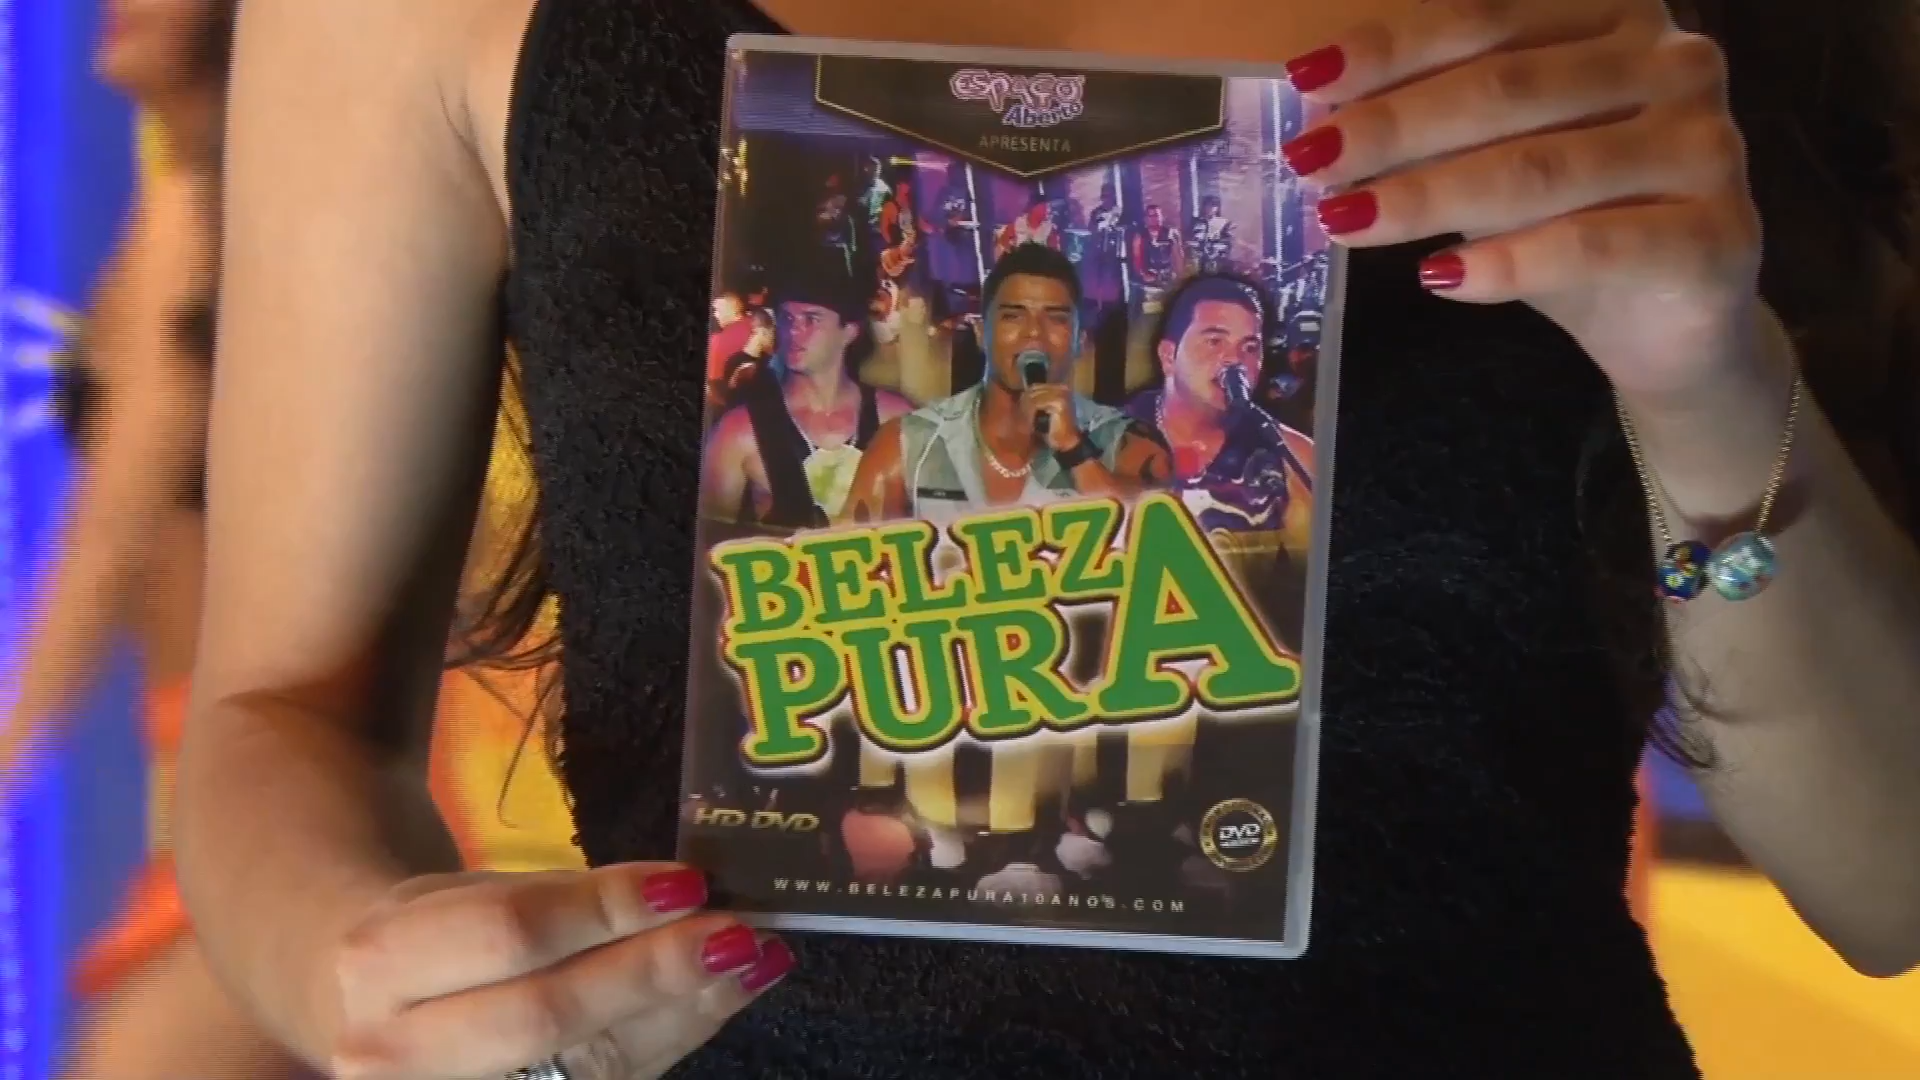 ESPAÇO
Aberto
APRESENTA
BELEZA
PURA
HD DVD
DVD
WWW.BELEZAPURA10ANOS.COM